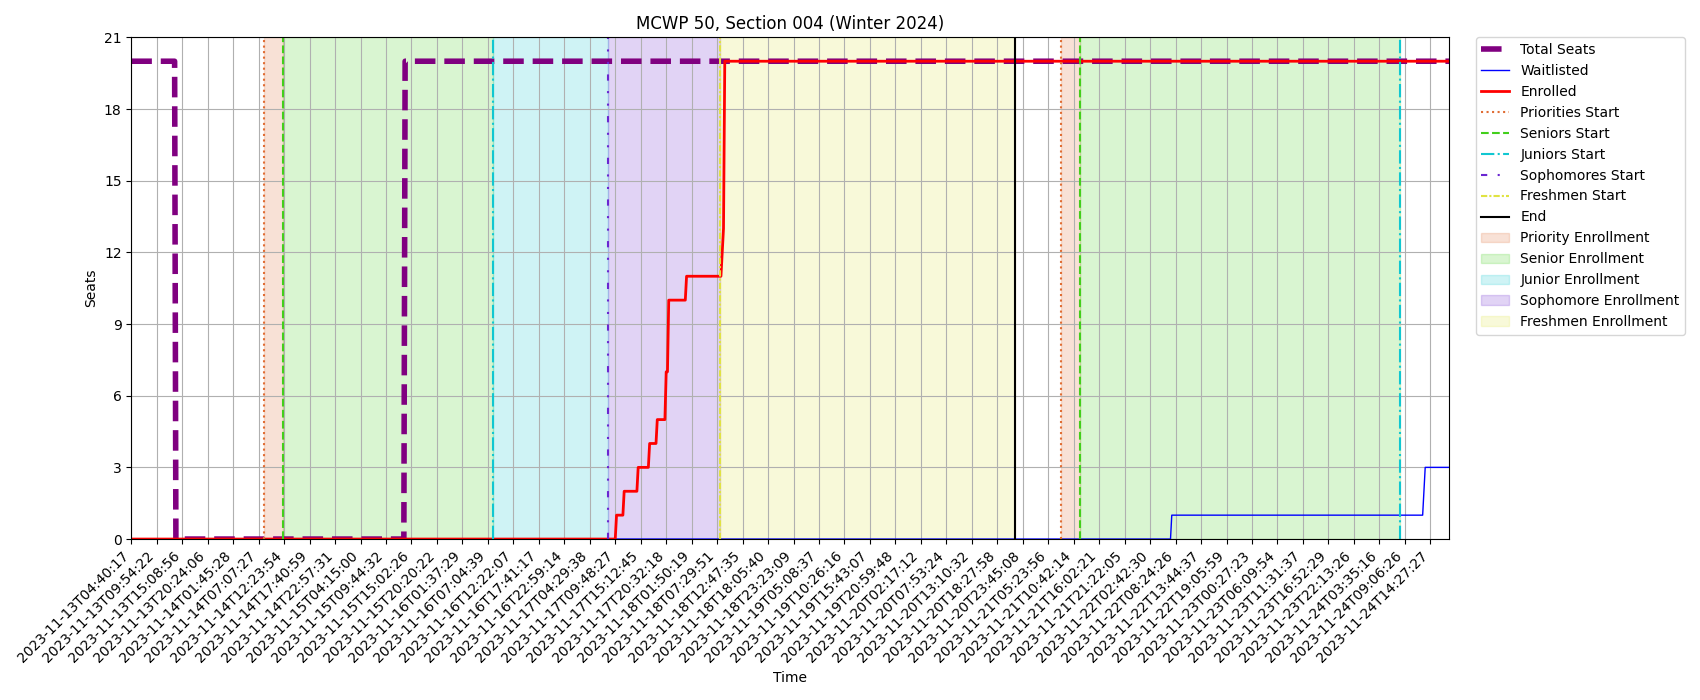 MCWP 50, Section 004 (Winter 2024)
21
18
15
12
9
6
3
0
Seats
2023-11-13T04:40:17
2023-11-13T09:54:22
2023-11-13T15:08:56
2023-11-13T20:24:06
2023-11-14T01:45:28
2023-11-14T07:07:27
2023-11-14T12:23:54
2023-11-14T17:40:59
2023-11-14T22:57:31
2023-11-15T04:15:00
2023-11-15T09:44:32
2023-11-15T15:02:26
2023-11-15T20:20:22
2023-11-16T01:37:29
2023-11-16T07:04:39
2023-11-16T12:22:07
2023-11-16T17:41:17
2023-11-16T22:59:14
2023-11-17T04:29:38
2023-11-17T09:48:27
2023-11-17T15:12:45
2023-11-17T20:32:18
2023-11-18T01:50:19
2023-11-18T07:29:51
2023-11-18T12:47:35
2023-11-18T18:05:40
2023-11-18T23:23:09
2023-11-19T05:08:37
2023-11-19T10:26:16
2023-11-19T15:43:07
2023-11-19T20:59:48
2023-11-20T02:17:12
2023-11-20T07:53:24
2023-11-20T13:10:32
2023-11-20T18:27:58
2023-11-20T23:45:08
2023-11-21T05:23:56
2023-11-21T10:42:14
2023-11-21T16:02:21
2023-11-21T21:22:05
2023-11-22T02:42:30
2023-11-22T08:24:26
2023-11-22T13:44:37
2023-11-22T19:05:59
2023-11-23T00:27:23
2023-11-23T06:09:54
2023-11-23T11:31:37
2023-11-23T16:52:29
2023-11-23T22:13:26
2023-11-24T03:35:16
2023-11-24T09:06:26
2023-11-24T14:27:27
Time
Total Seats
Waitlisted
Enrolled
Priorities Start
Seniors Start
Juniors Start
Sophomores Start
Freshmen Start
End
Priority Enrollment
Senior Enrollment
Junior Enrollment
Sophomore Enrollment
Freshmen Enrollment